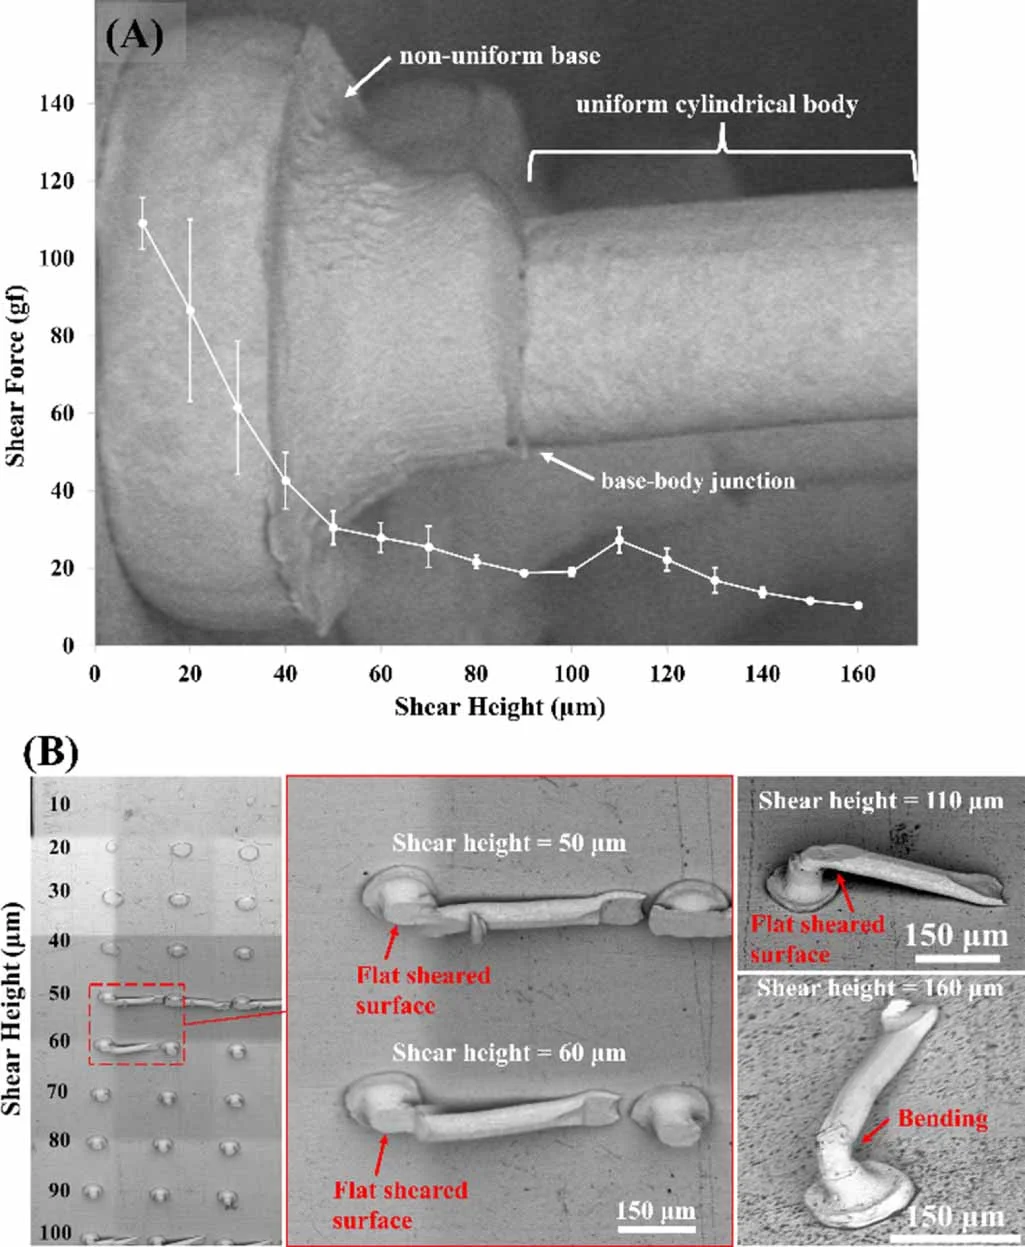 (A)
non-uniform base
uniform cylindrical body
base-body junction
Shear Force (gf)
140
120
100
80
60
40
20
0
0 20 40 60 80 100 120 140 160
Shear Height (µm)
(B)
Shear Height (µm)
10
20
30
40
50
60
70
80
90
100
Shear height = 50 µm
Flat sheared
surface
Shear height = 60 µm
Flat sheared
surface
150 µm
Shear height = 110 µm
Flat sheared
surface
150 µm
Shear height = 160 µm
Bending
150 µm